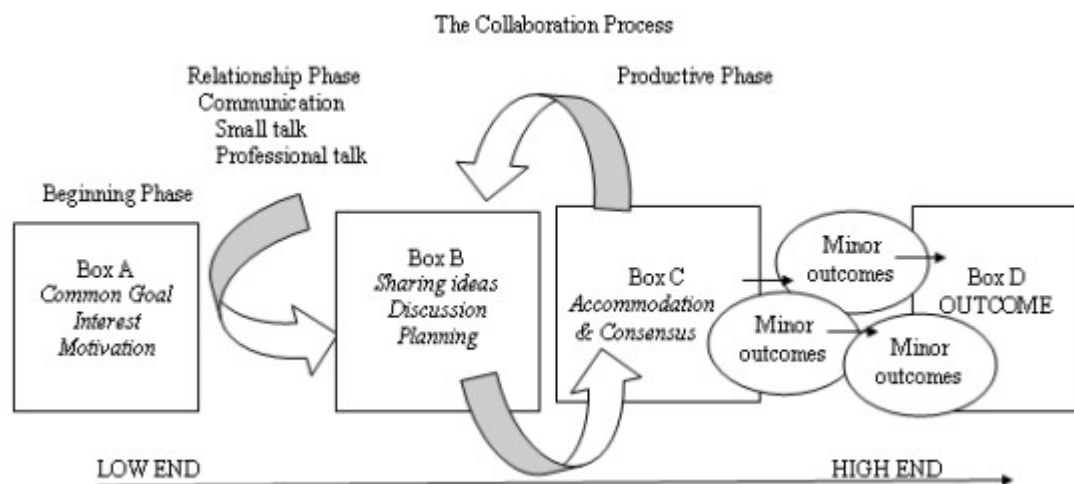 The Collaboration Process
Relationship Phase
Communication
Small talk
Professional talk
Productive Phase
Beginning Phase
Box A
Common Goal
Interest
Motivation
Box B
Sharing ideas
Discussion
Planning
Box C
Accommodation
& Consensus
Minor
outcomes
Minor
outcomes
Minor
outcomes
Box D
OUTCOME
LOW END
HIGH END